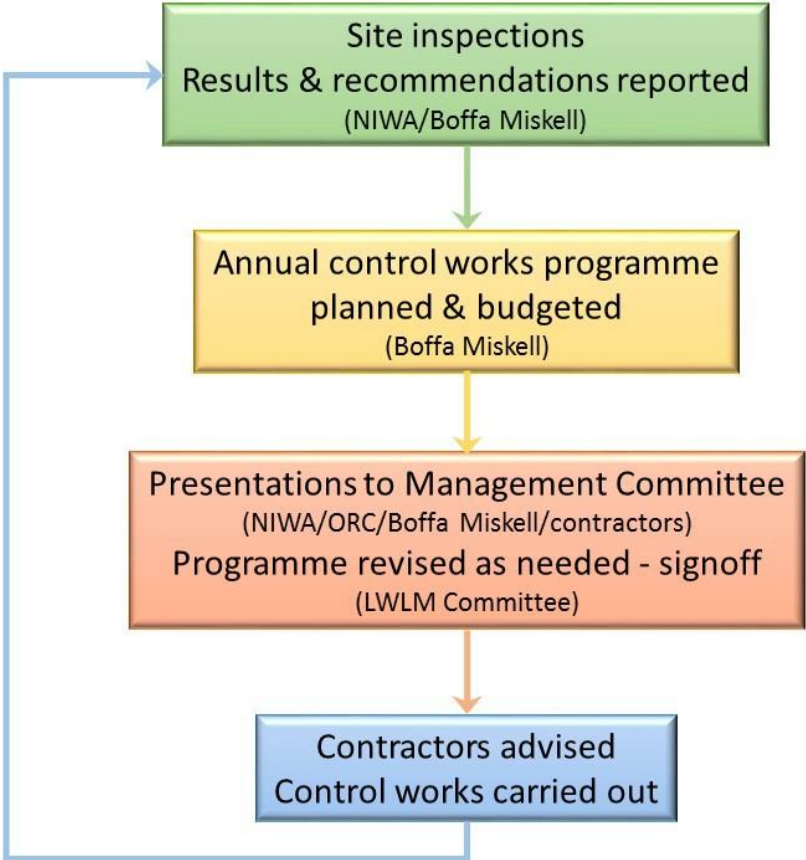 Site inspections
Results & recommendations reported
(NIWA/Boffa Miskell)
Annual control works programme
planned & budgeted
(Boffa Miskell)
Presentations to Management Committee
(NIWA/ORC/Boffa Miskell/contractors)
Programme revised as needed - signoff
(LWLM Committee)
Contractors advised
Control works carried out